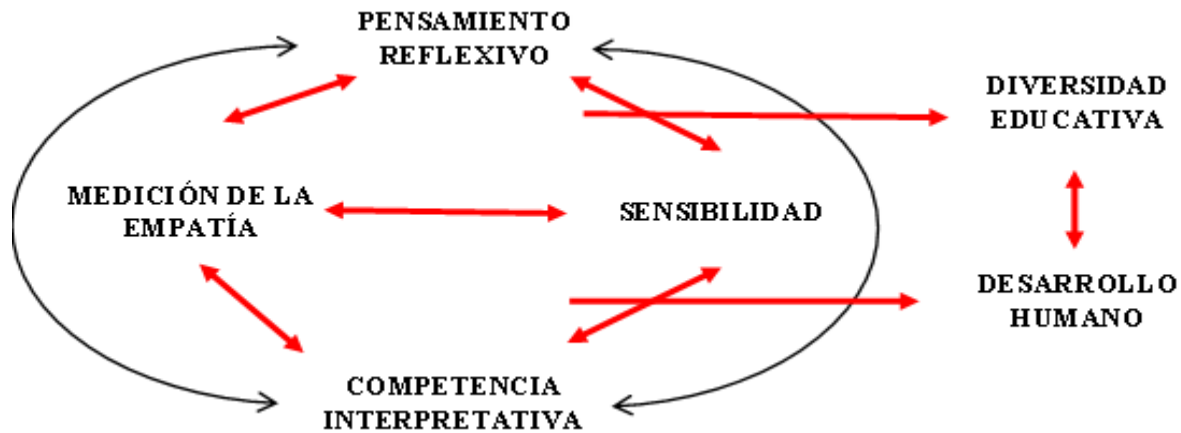 PENSAMIENTO
REFLEXIVO
DIVERSIDAD
EDUCATIVA
MEDICIÓN DE LA
EMPATÍA
SENSIBILIDAD
DESARROLLO
HUMANO
COMPETENCIA
INTERPRETATIVA